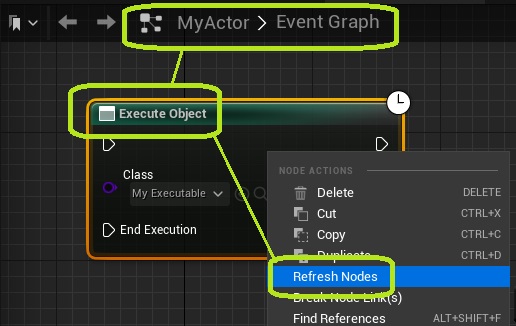 MyActor > Event Graph
Execute Object
Class
My Executable
End Execution
NODE ACTIONS
Delete DELETE
Cut CTRL+X
Copy CTRL+C
Duplicate CTRL+D
Refresh Nodes
Break Node Link(s)
Find References ALT+SHIFT+F